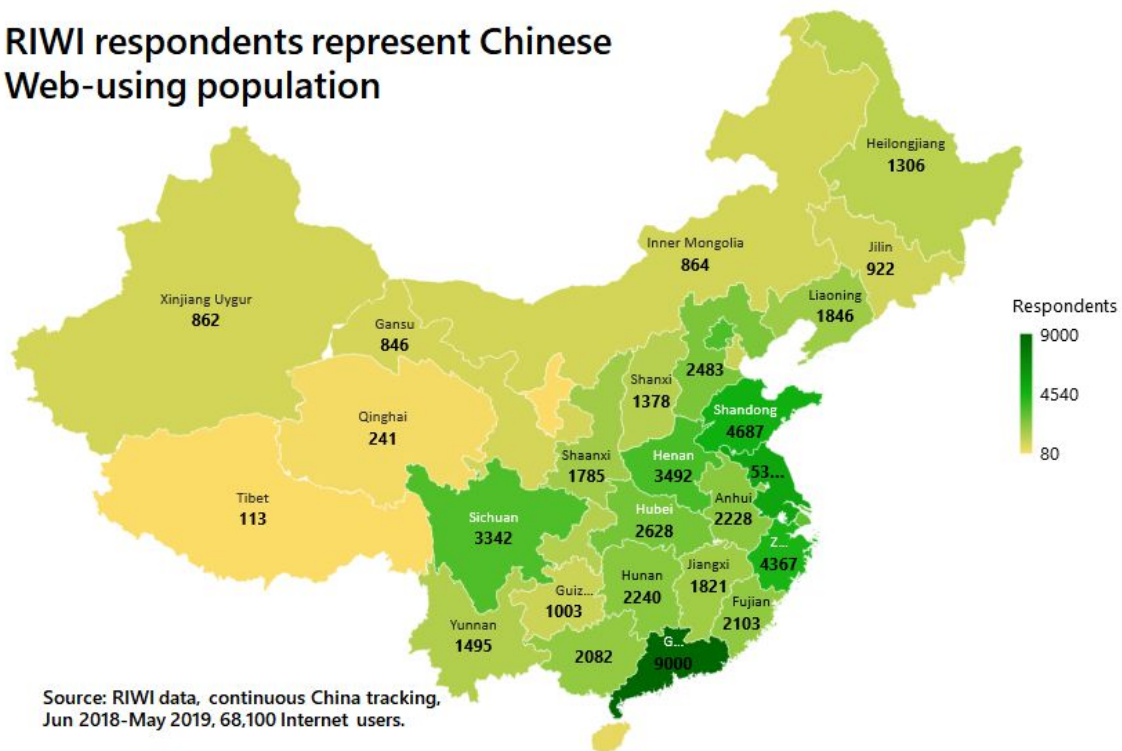 RIWI respondents represent Chinese
Web-using population
Heilongjiang
1306
Inner Mongolia
864
Jilin
922
Xinjiang Uygur
862
Gansu
846
Liaoning
1846
Respondents
9000
4540
80
2483
Shanxi
1378
Shandong
4687
Qinghai
241
Shaanxi
1785
Henan
3492
53...
Tibet
113
Sichuan
3342
Hubei
2628
Anhui
2228
Z...
4367
Hunan
2240
Jiangxi
1821
Guiz...
1003
Fujian
2103
Yunnan
1495
2082
G...
9000
Source: RIWI data, continuous China tracking,
Jun 2018-May 2019, 68,100 Internet users.